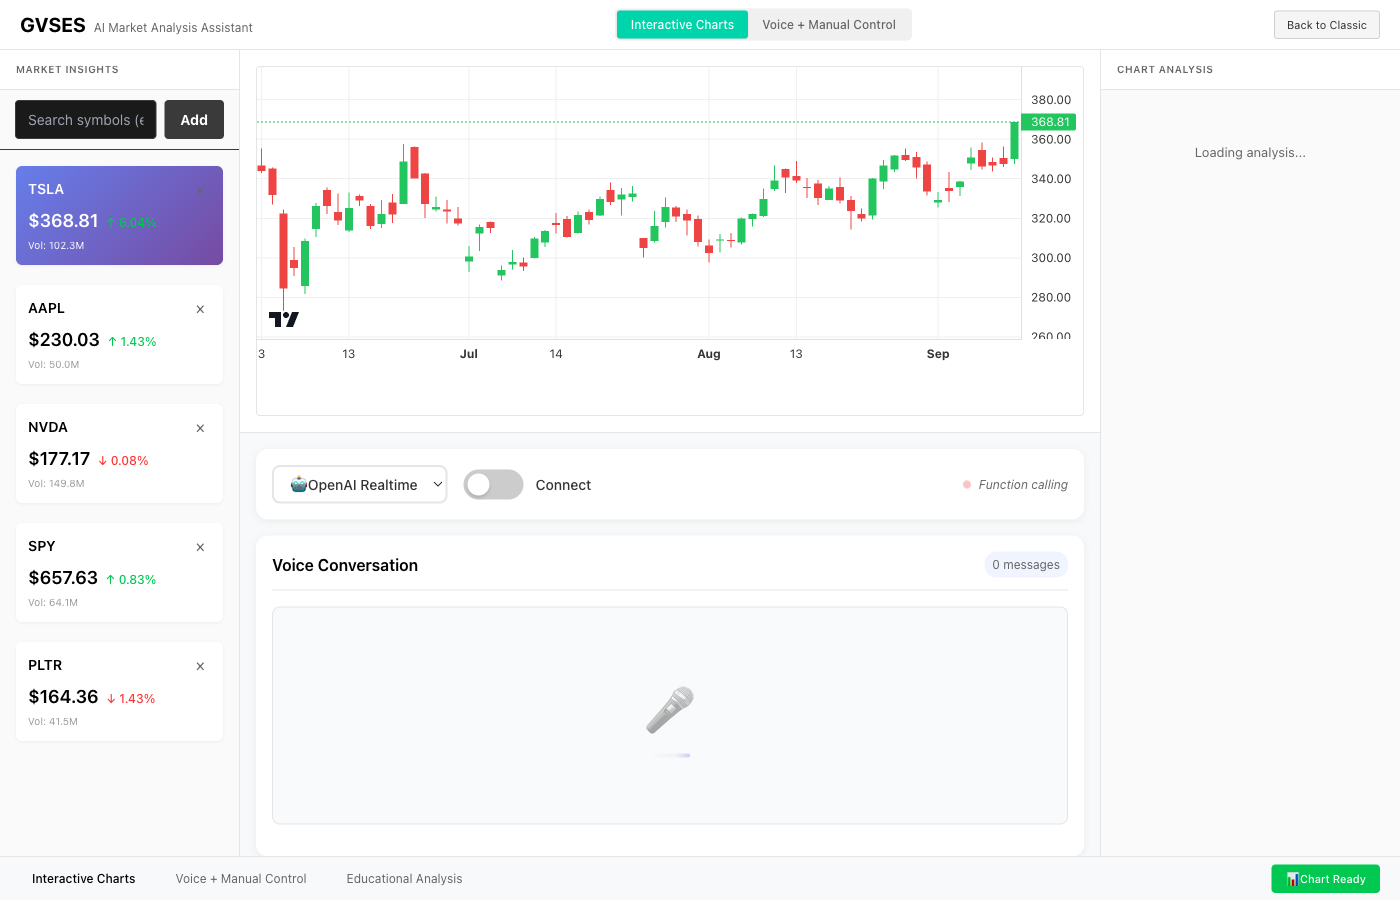 GVSES AI Market Analysis Assistant
Interactive Charts
Voice + Manual Control
Back to Classic
MARKET INSIGHTS
Search symbols (e
Add
TSLA
×
$368.81 ↑ 6.04%
Vol: 102.3M
AAPL
×
$230.03 ↑ 1.43%
Vol: 50.0M
NVDA
×
$177.17 ↓ 0.08%
Vol: 149.8M
SPY
×
$657.63 ↑ 0.83%
Vol: 64.1M
PLTR
×
$164.36 ↓ 1.43%
Vol: 41.5M
380.00
368.81
360.00
340.00
320.00
300.00
280.00
260.00
3 13 Jul 14 Aug 13 Sep
🤖OpenAI Realtime
Connect
Function calling
Voice Conversation
0 messages
CHART ANALYSIS
Loading analysis...
Interactive Charts
Voice + Manual Control
Educational Analysis
📊Chart Ready